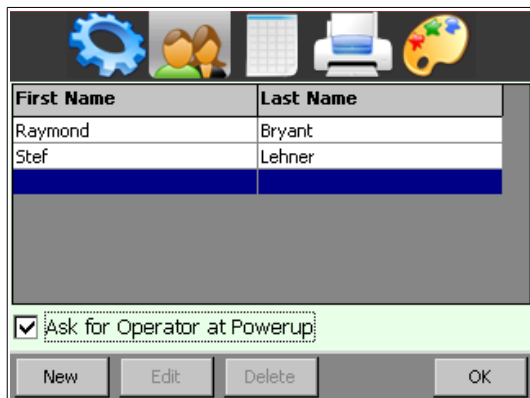 First Name Last Name
Raymond Bryant
Stef Lehner
Ask for Operator at Powerup
New Edit Delete OK